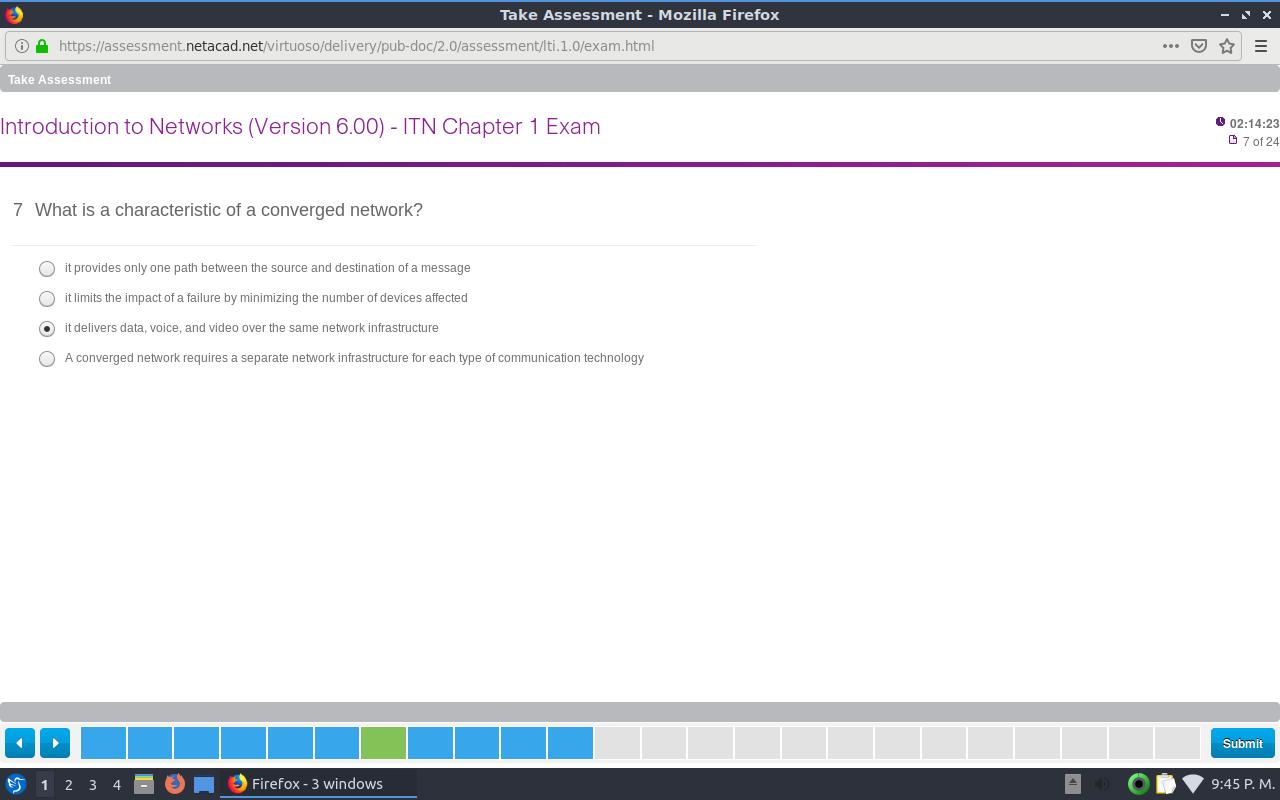 Take Assessment - Mozilla Firefox
https://assessment.netacad.net/virtuoso/delivery/pub-doc/2.0/assessment/lti.1.0/exam.html
Take Assessment
Introduction to Networks (Version 6.00) - ITN Chapter 1 Exam
02:14:23
7 of 24
7 What is a characteristic of a converged network?
it provides only one path between the source and destination of a message
it limits the impact of a failure by minimizing the number of devices affected
it delivers data, voice, and video over the same network infrastructure
A converged network requires a separate network infrastructure for each type of communication technology
Submit
1 2 3 4 Firefox - 3 windows 9:45 P. M.